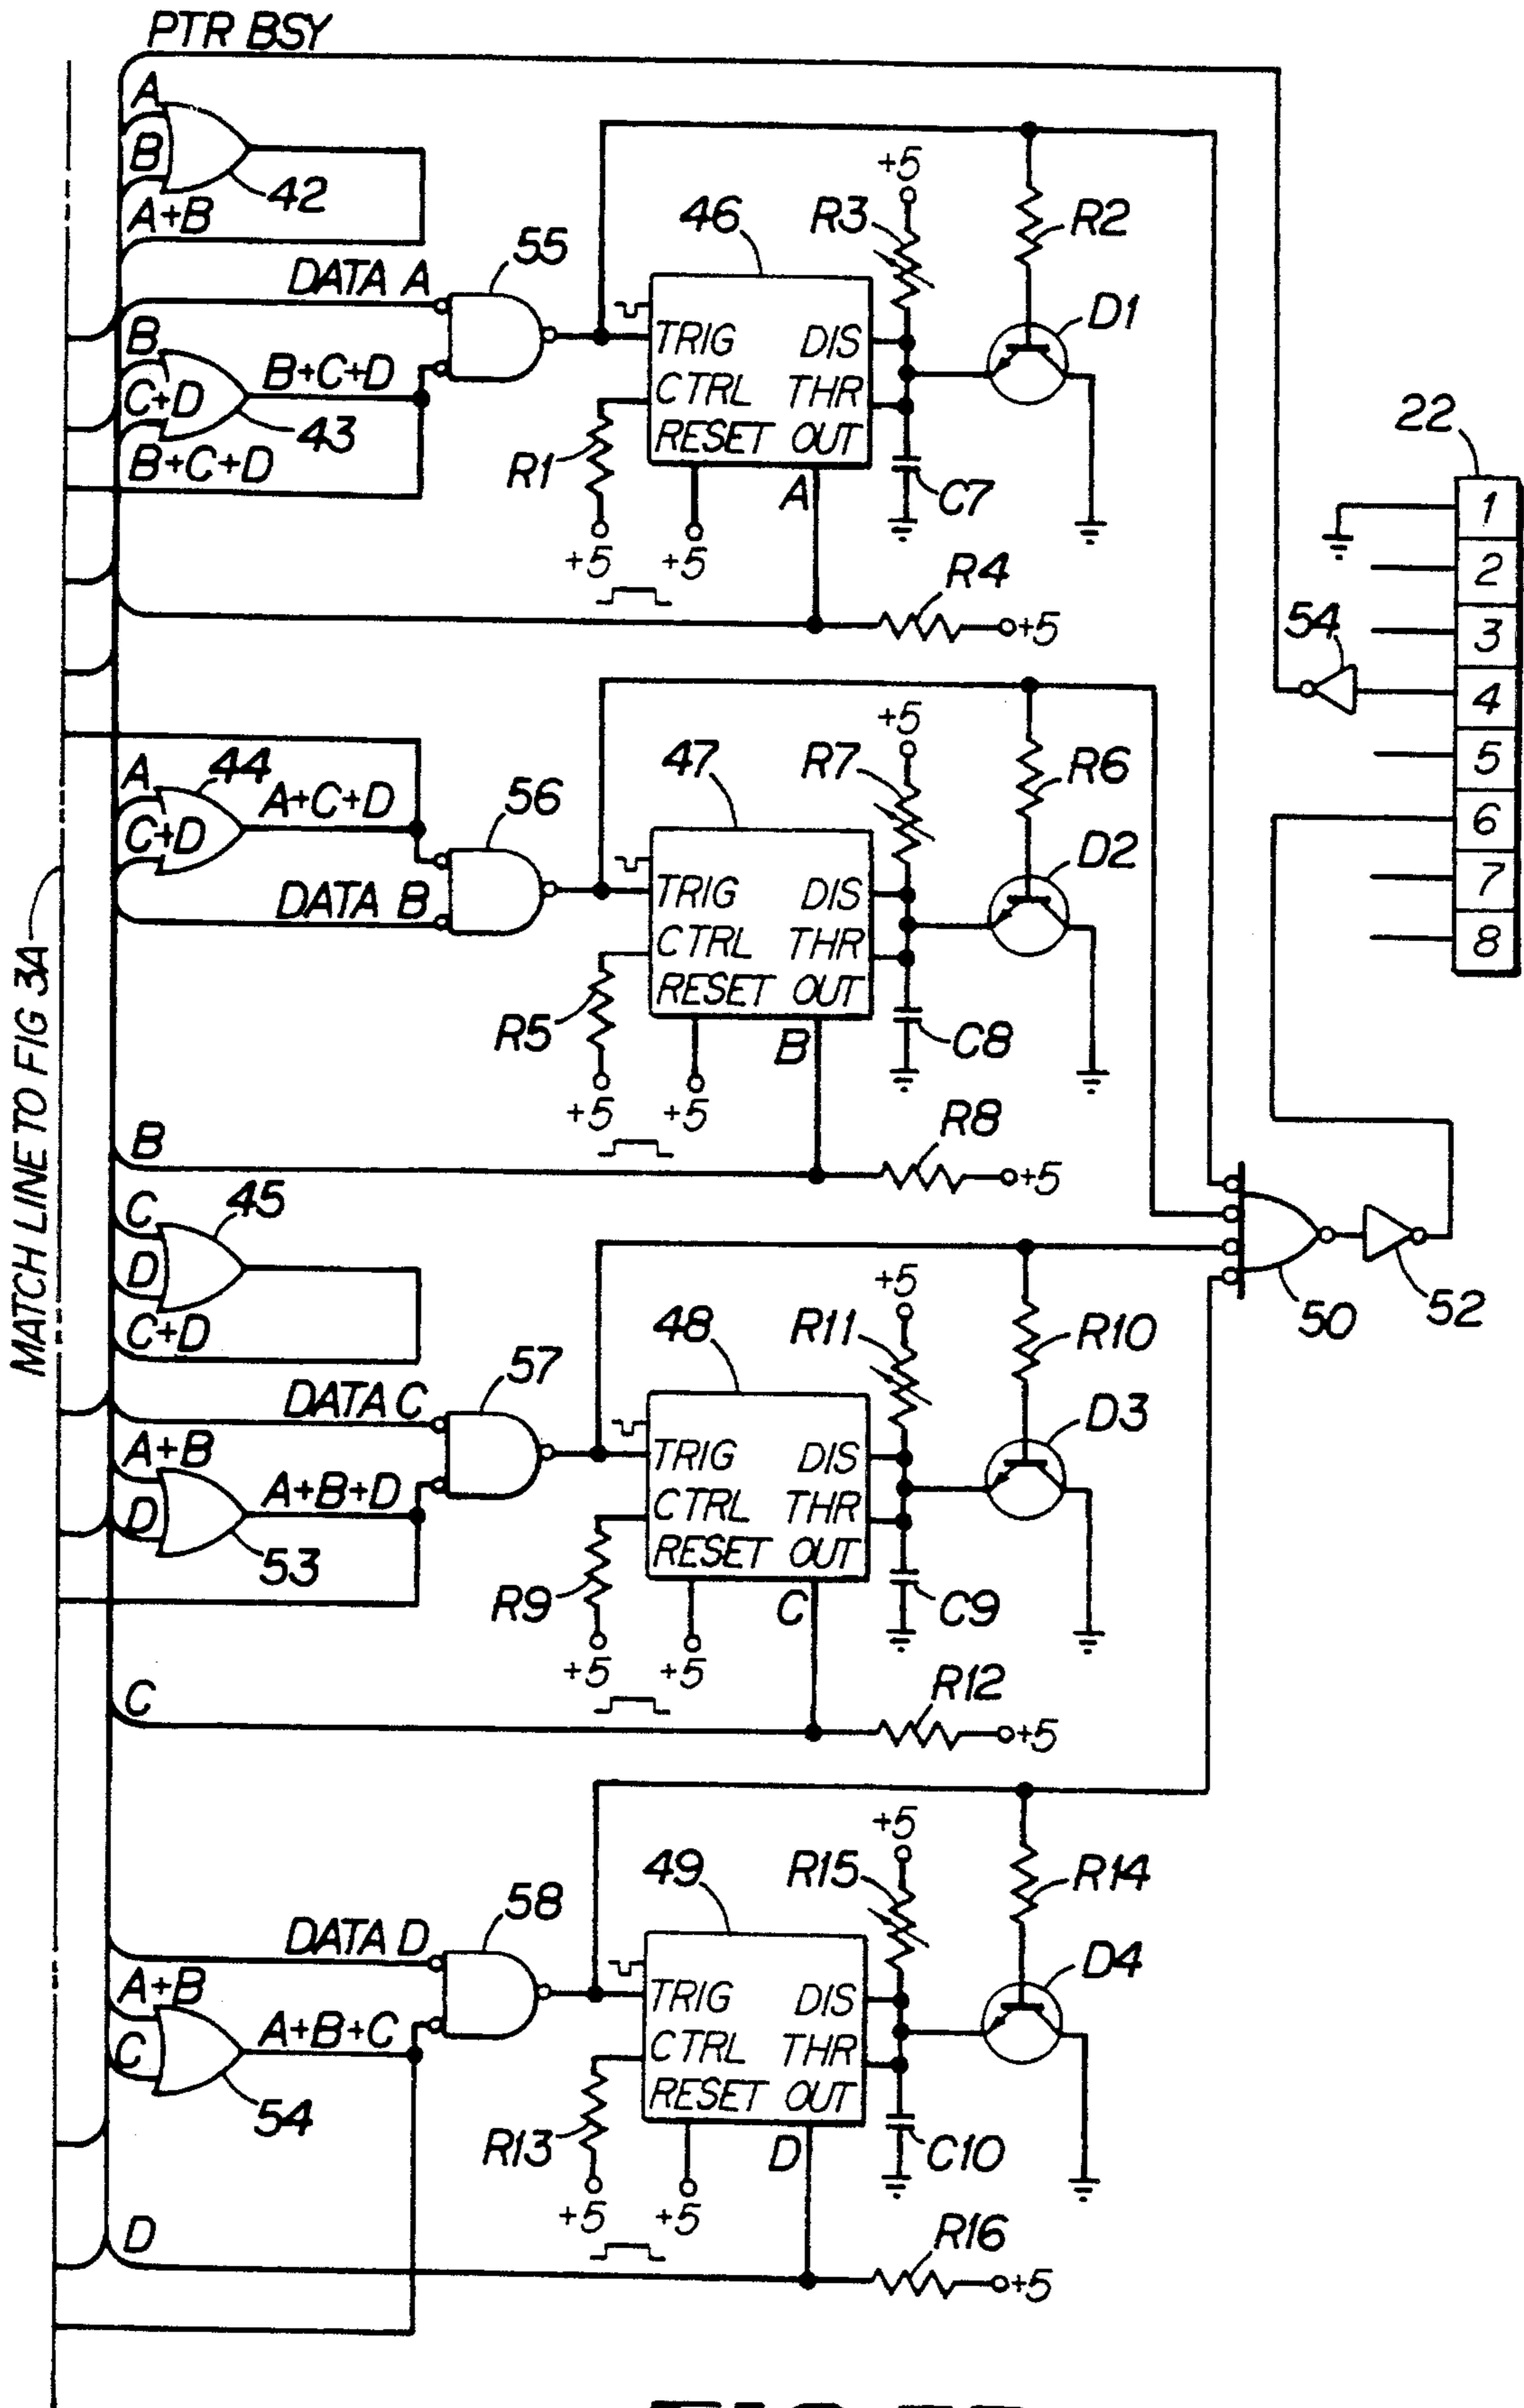 PTR BSY
A
B
42
A+B
+5
46
R3
R2
55
DATA A
D1
B
B+C+D
TRIG
DIS
C+D
CTRL
THR
43
RESET
OUT
B+C+D
R1
A
C7
22
1
+5
+5
2
R4
+5
54
3
4
5
6
7
8
+5
A
44
47
R7
R6
A+C+D
56
D2
C+D
TRIG
DIS
DATA B
CTRL
THR
RESET
OUT
MATCH LINE TO FIG 3A
R5
B
C8
+5
+5
R8
B
+5
C
45
D
+5
50
52
C+D
48
R11
R10
57
DATA C
D3
A+B
TRIG
DIS
A+B+D
CTRL
THR
D
RESET
OUT
53
R9
C
C9
+5
+5
R12
C
+5
+5
49
R15
R14
58
DATA D
D4
A+B
TRIG
DIS
A+B+C
CTRL
THR
C
RESET
OUT
54
R13
D
C10
+5
+5
R16
D
+5